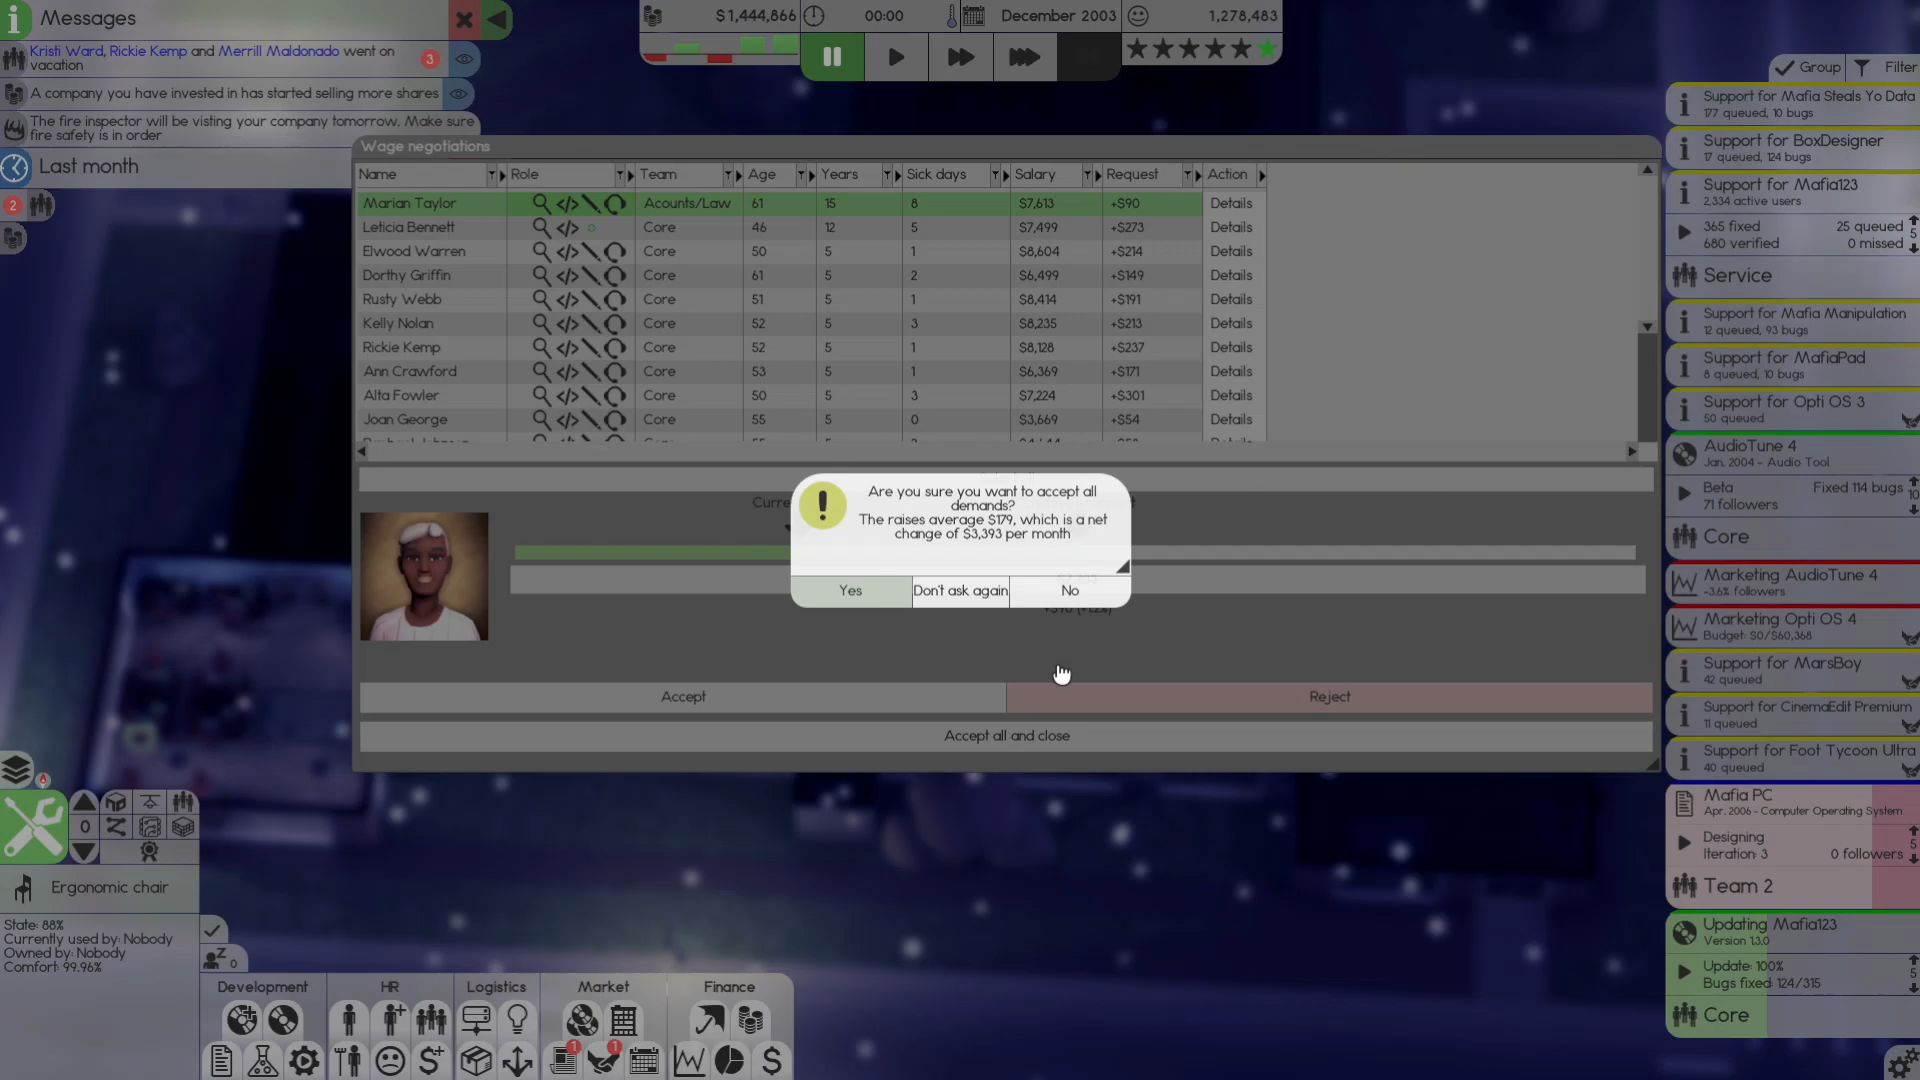 Messages
Kristi Ward, Rickie Kemp and Merrill Maldonado went on
vacation
3
A company you have invested in has started selling more shares
The fire inspector will be visting your company tomorrow. Make sure
fire safety is in order
Last month
2
$1,444,866
00:00
December 2003
1,278,483
Wage negotiations
Name Role Team Age Years Sick days Salary Request Action
Marian Taylor Acounts/Law 61 15 8 $7,613 +$90 Details
Leticia Bennett Core 46 12 5 $7,499 +$273 Details
Elwood Warren Core 50 5 1 $8,604 +$214 Details
Dorthy Griffin Core 61 5 2 $6,499 +$149 Details
Rusty Webb Core 51 5 1 $8,414 +$191 Details
Kelly Nolan Core 52 5 3 $8,235 +$213 Details
Rickie Kemp Core 52 5 1 $8,128 +$237 Details
Ann Crawford Core 53 5 1 $6,369 +$171 Details
Alta Fowler Core 50 5 3 $7,224 +$301 Details
Joan George Core 55 5 0 $3,669 +$54 Details
Are you sure you want to accept all
demands?
The raises average $179, which is a net
change of $3,393 per month
Yes
Don't ask again
No
Accept
Reject
Accept all and close
Group
Filter
Support for Mafia Steals Yo Data
177 queued, 10 bugs
Support for BoxDesigner
17 queued, 124 bugs
Support for Mafia123
2,334 active users
365 fixed 25 queued
680 verified 0 missed
5
Service
Support for Mafia Manipulation
12 queued, 93 bugs
Support for MafiaPad
8 queued, 10 bugs
Support for Opti OS 3
50 queued
AudioTune 4
Jan. 2004 - Audio Tool
Beta Fixed 114 bugs
71 followers
10
Core
Marketing AudioTune 4
-3.6% followers
Marketing Opti OS 4
Budget: $0/$60,368
Support for MarsBoy
42 queued
Support for CinemaEdit Premium
11 queued
Support for Foot Tycoon Ultra
40 queued
Mafia PC
Apr. 2006 - Computer Operating System
Designing
Iteration: 3 0 followers
5
Team 2
Updating Mafia123
Version 1.3.0
Update: 100%
Bugs fixed: 124/315
5
Core
0
Ergonomic chair
State: 88%
Currently used by: Nobody
Owned by: Nobody
Comfort: 99.96%
Z 0
Development
HR
Logistics
Market
Finance
1
1